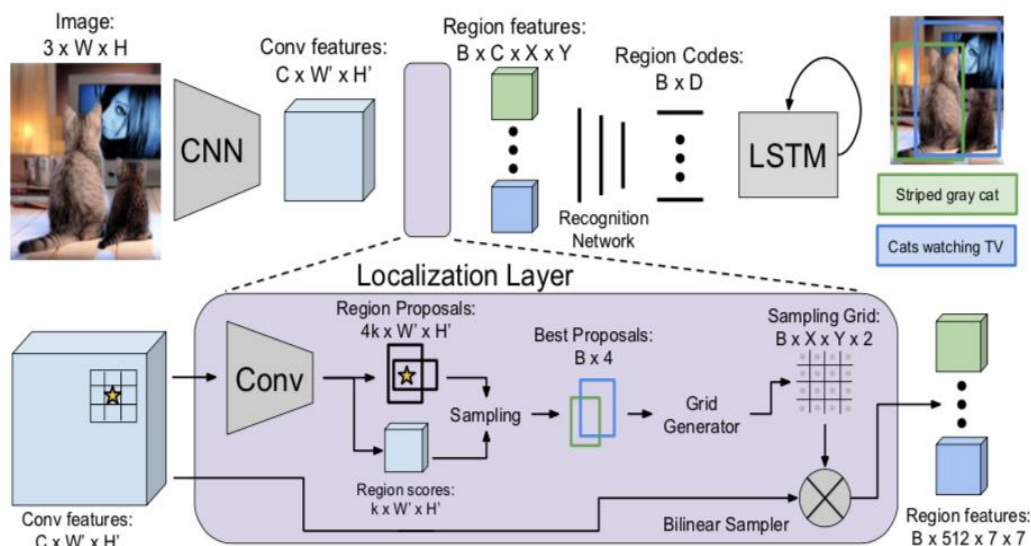 Image:
3 x W x H
Conv features:
C x W' x H'
Region features:
B x C x X x Y
Region Codes:
B x D
CNN
LSTM
Recognition
Network
Striped gray cat
Cats watching TV
Localization Layer
Region Proposals:
4k x W' x H'
Conv
Sampling
Region scores:
k x W' x H'
Best Proposals:
B x 4
Grid
Generator
Sampling Grid:
B x X x Y x 2
Bilinear Sampler
Conv features:
C x W' x H'
Region features:
B x 512 x 7 x 7